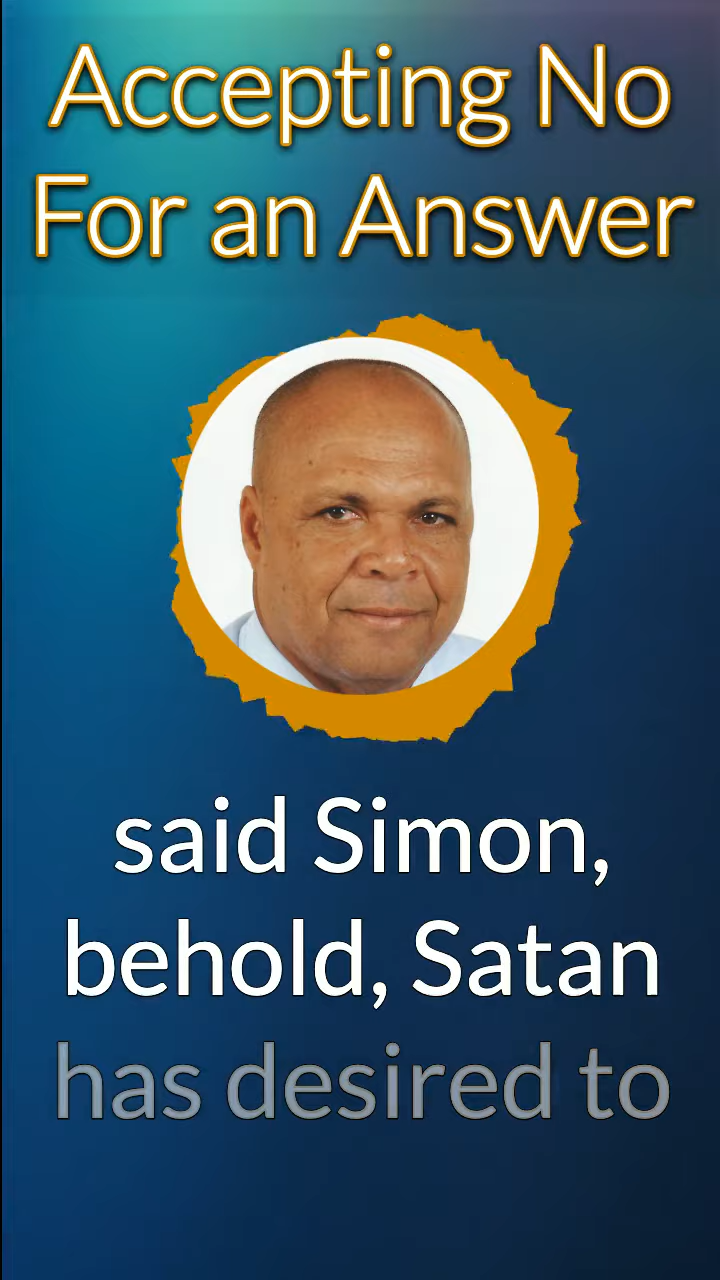 Accepting No
For an Answer
said Simon,
behold, Satan
has desired to